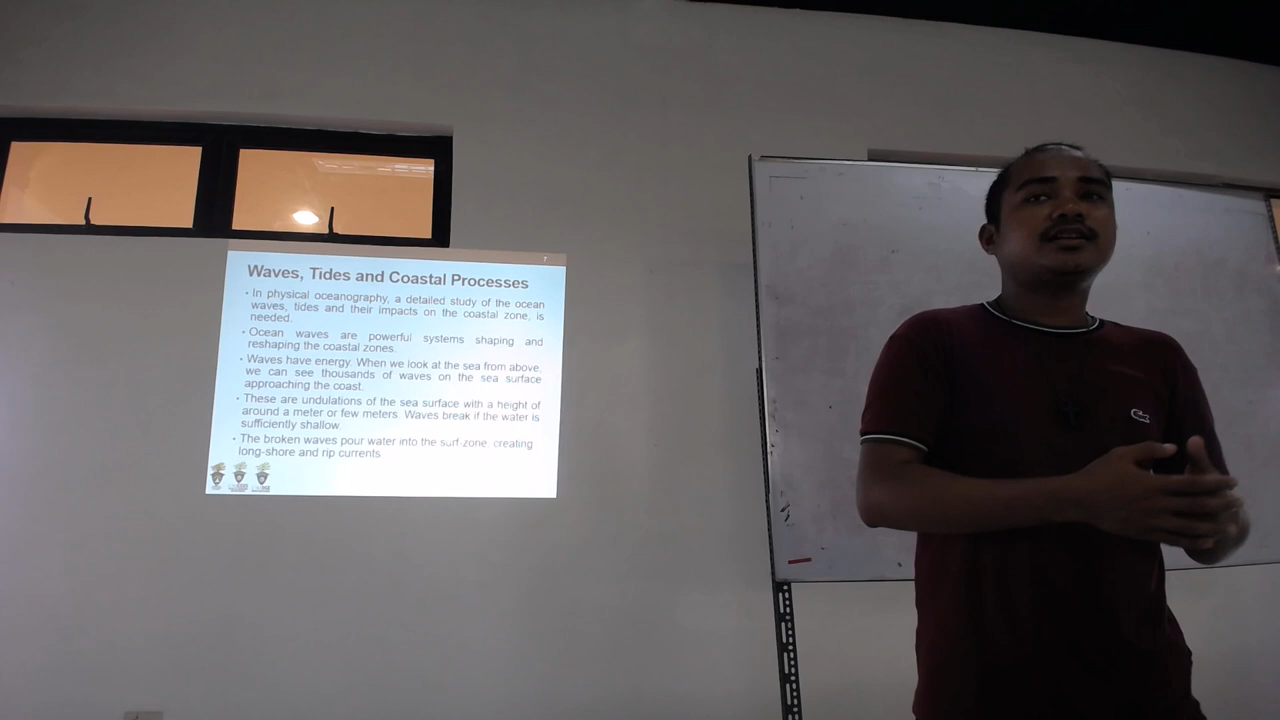 7
Waves, Tides and Coastal Processes
• In physical oceanography, a detailed study of the ocean
waves, tides and their impacts on the coastal zone, is
needed.
• Ocean waves are powerful systems shaping and
reshaping the coastal zones.
• Waves have energy. When we look at the sea from above,
we can see thousands of waves on the sea surface
approaching the coast.
• These are undulations of the sea surface with a height of
around a meter or few meters. Waves break if the water is
sufficiently shallow.
• The broken waves pour water into the surf-zone, creating
long-shore and rip currents